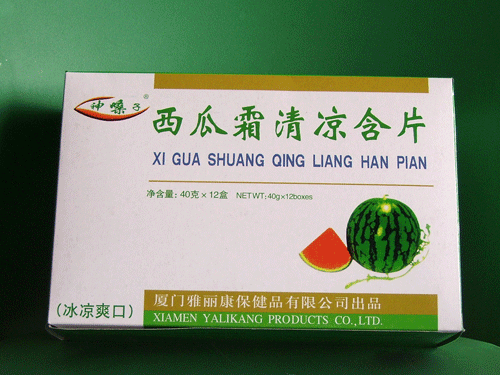 神嗓子®
西瓜霜清凉含片
XI GUA SHUANG QING LIANG HAN PIAN
净含量：40克×12盒 NETWT:40g×12boxes
(冰凉爽口)
厦门雅丽康保健品有限公司出品
XIAMEN YALIKANG PRODUCTS CO.,LTD.